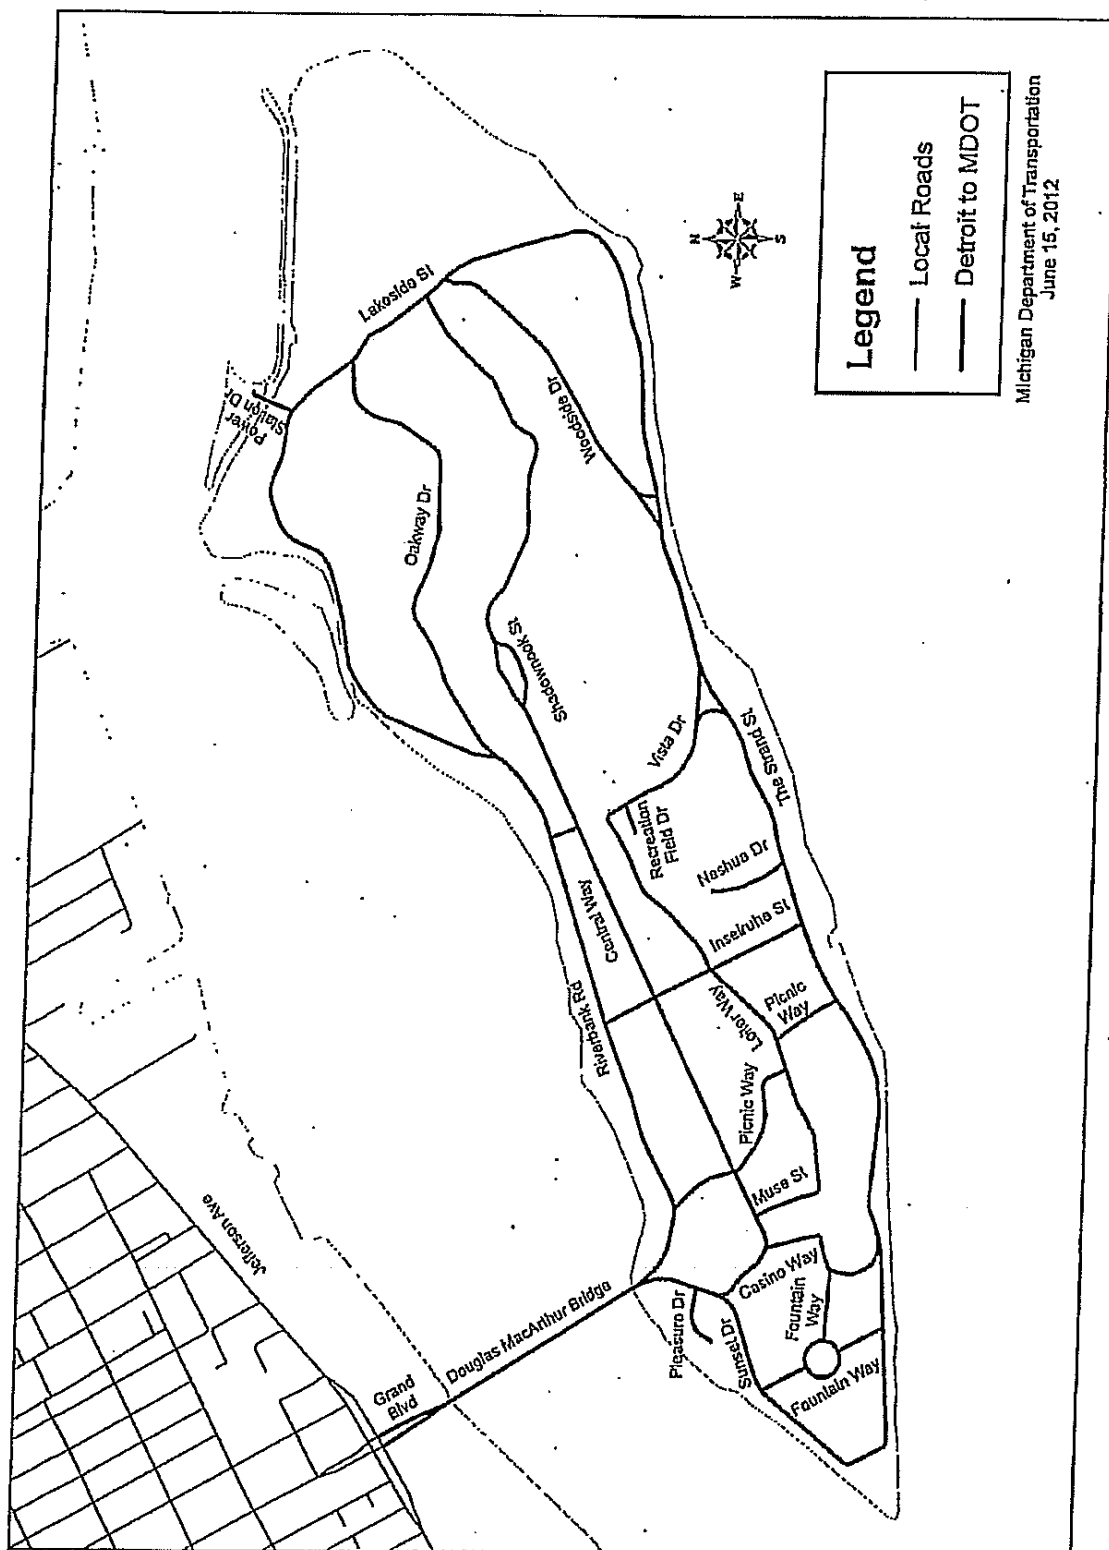 Power
Station Dr
Lakeside St
Oakway Dr
Woodside Dr
Shadownook St
Vista Dr
The Strand St
Recreation
Field Dr
Nashua Dr
Central Way
Inselruhe St
Riverbank Rd
Loiter Way
Picnic
Way
Picnic Way
Muse St
Jefferson Ave
Casino Way
Fountain
Way
Douglas MacArthur Bridge
Pleasure Dr
Sunset Dr
Fountain Way
Grand
Blvd
N
W
E
S
Legend
Local Roads
Detroit to MDOT
Michigan Department of Transportation
June 15, 2012